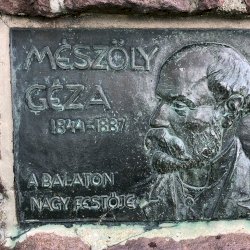 MÉSZÖLY
GÉZA
1844-1887
A BALATON
NAGY FESTŐJE